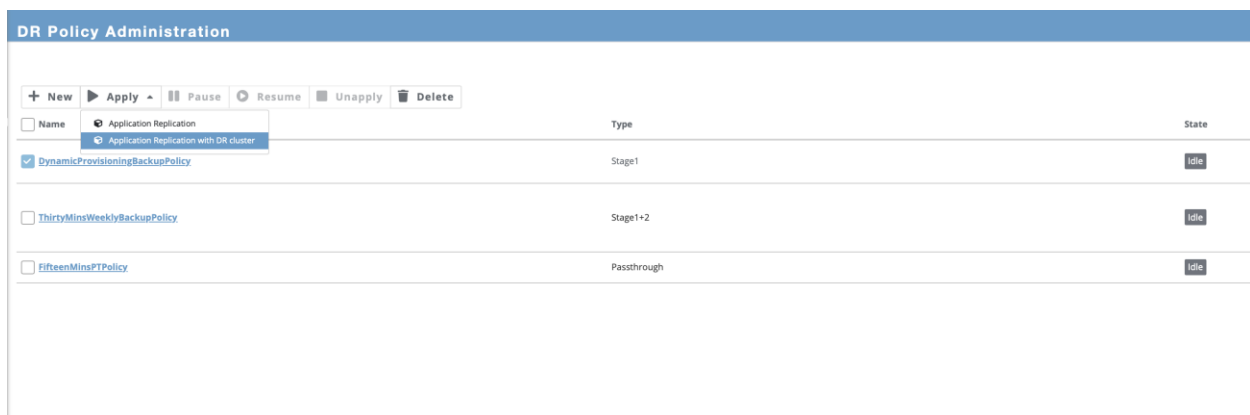 DR Policy Administration
New Apply Pause Resume Unapply Delete
Application Replication
Application Replication with DR cluster
Name Type State
DynamicProvisioningBackupPolicy Stage1 Idle
ThirtyMinsWeeklyBackupPolicy Stage1+2 Idle
FifteenMinsPTPolicy Passthrough Idle